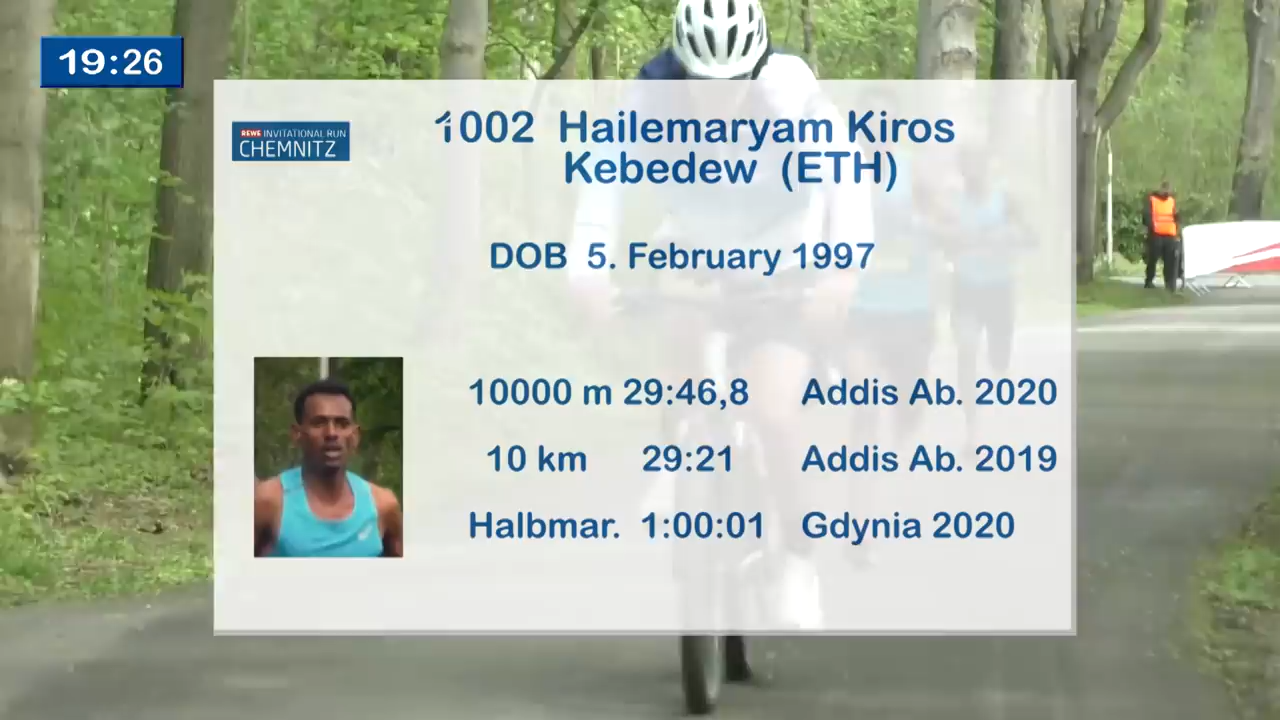 19:26
REWE INVITATIONAL RUN
CHEMNITZ
1002 Hailemaryam Kiros
Kebedew (ETH)
DOB 5. February 1997
10000 m 29:46,8 Addis Ab. 2020
10 km 29:21 Addis Ab. 2019
Halbmar. 1:00:01 Gdynia 2020